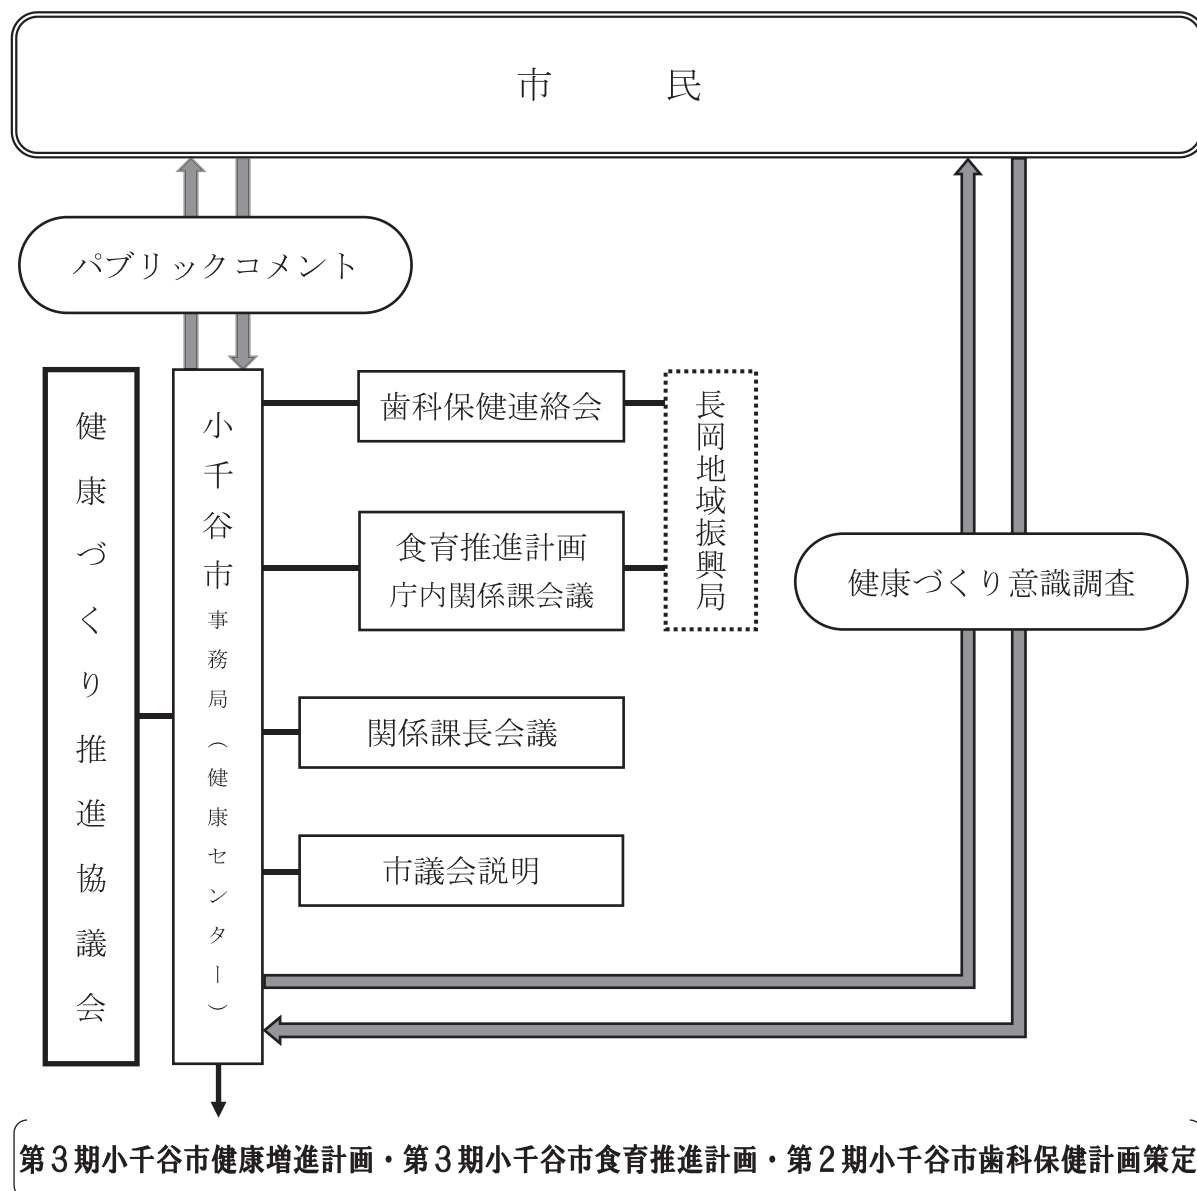 市　民
パブリックコメント
健康づくり推進協議会
小千谷市事務局（健康センター）
歯科保健連絡会
食育推進計画
庁内関係課会議
長岡地域振興局
関係課長会議
市議会説明
健康づくり意識調査
第３期小千谷市健康増進計画・第３期小千谷市食育推進計画・第２期小千谷市歯科保健計画策定